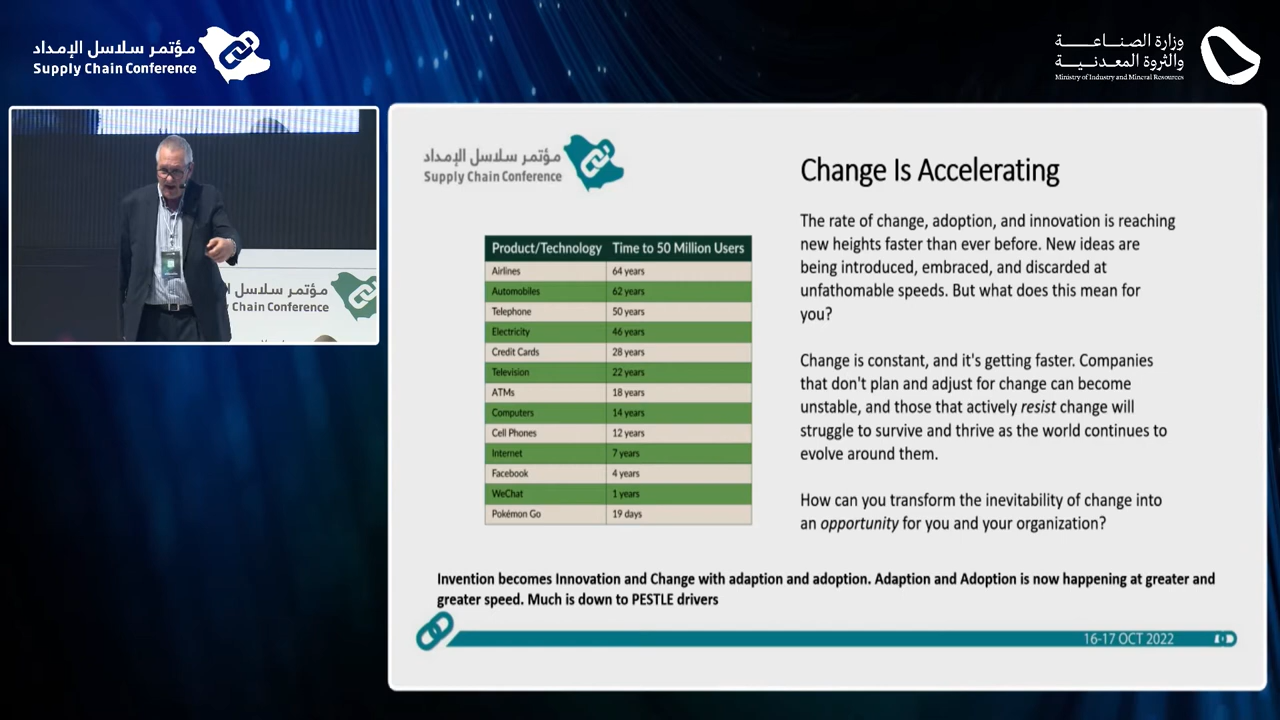 مؤتمر سلاسل الإمداد
Supply Chain Conference
وزارة الصناعة
والثروة المعدنية
Ministry of Industry and Mineral Resources
مؤتمر سلاسل الإمداد
Supply Chain Conference
مؤتمر سلاسل الإمداد
Supply Chain Conference
Change Is Accelerating
The rate of change, adoption, and innovation is reaching
new heights faster than ever before. New ideas are
being introduced, embraced, and discarded at
unfathomable speeds. But what does this mean for
you?
Change is constant, and it's getting faster. Companies
that don't plan and adjust for change can become
unstable, and those that actively resist change will
struggle to survive and thrive as the world continues to
evolve around them.
How can you transform the inevitability of change into
an opportunity for you and your organization?
Product/Technology Time to 50 Million Users
Airlines 64 years
Automobiles 62 years
Telephone 50 years
Electricity 46 years
Credit Cards 28 years
Television 22 years
ATMs 18 years
Computers 14 years
Cell Phones 12 years
Internet 7 years
Facebook 4 years
WeChat 1 years
Pokémon Go 19 days
Invention becomes Innovation and Change with adaption and adoption. Adaption and Adoption is now happening at greater and
greater speed. Much is down to PESTLE drivers
16-17 OCT 2022